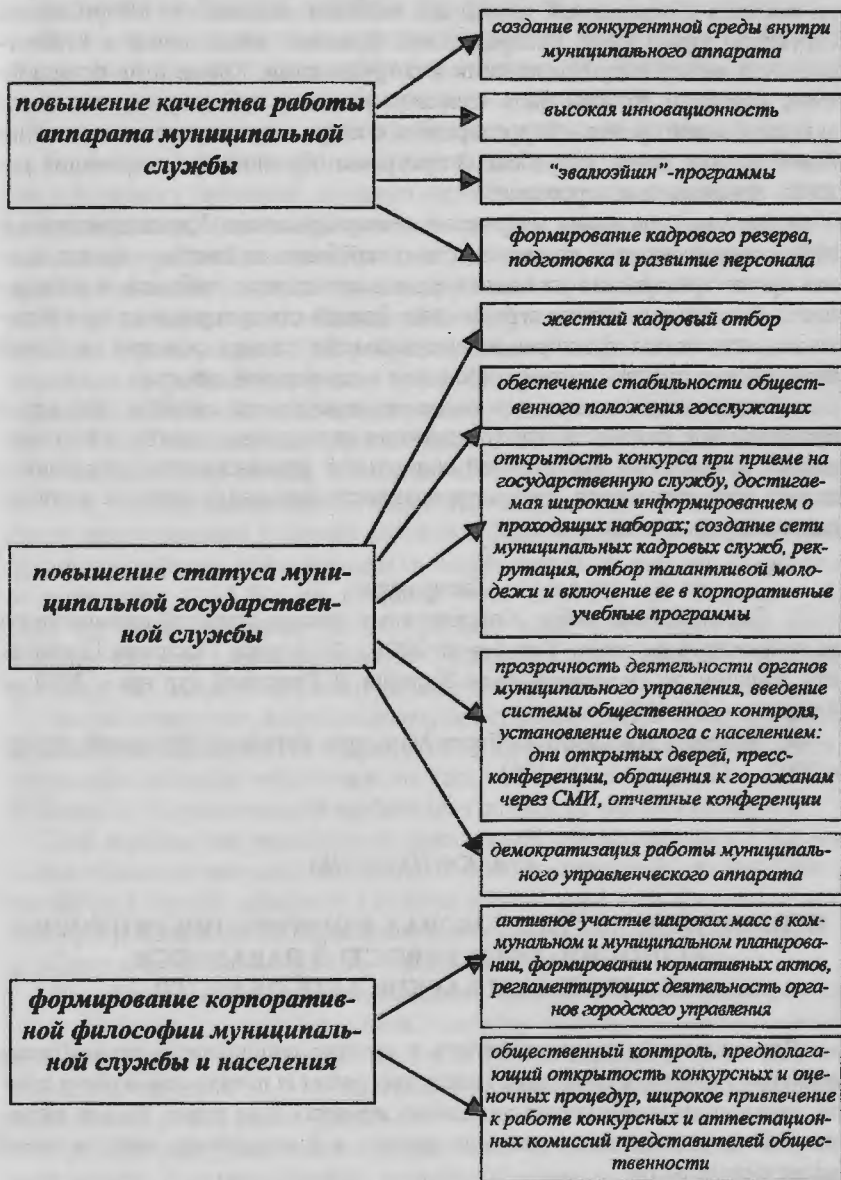 повышение качества работы
аппарата муниципальной
службы
создание конкурентной среды внутри
муниципального аппарата
высокая инновационность
“эвалюэйшн”-программы
формирование кадрового резерва,
подготовка и развитие персонала
повышение статуса муни-
ципальной государствен-
ной службы
жесткий кадровый отбор
обеспечение стабильности общест-
венного положения госслужащих
открытость конкурса при приеме на
государственную службу, достигае-
мая широким информированием о
проходящих наборах; создание сети
муниципальных кадровых служб, рек-
рутация, отбор талантливой моло-
дежи и включение ее в корпоративные
учебные программы
прозрачность деятельности органов
муниципального управления, введение
системы общественного контроля,
установление диалога с населением:
дни открытых дверей, пресс-
конференции, обращения к горожанам
через СМИ, отчетные конференции
демократизация работы муниципаль-
ного управленческого аппарата
формирование корпоратив-
ной философии муниципаль-
ной службы и населения
активное участие широких масс в ком-
мунальном и муниципальном планирова-
нии, формировании нормативных актов,
регламентирующих деятельность орга-
нов городского управления
общественный контроль, предполага-
ющий открытость конкурсных и оце-
ночных процедур, широкое привлечение
к работе конкурсных и аттестацион-
ных комиссий представителей общес-
твенности